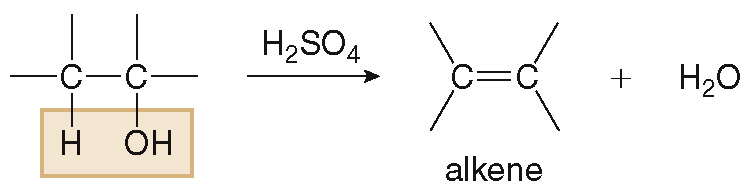 H₂SO₄
C C C=C + H₂O
H OH
alkene